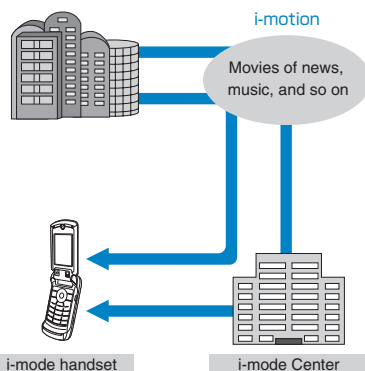 i-motion
Movies of news,
music, and so on
i-mode handset
i-mode Center